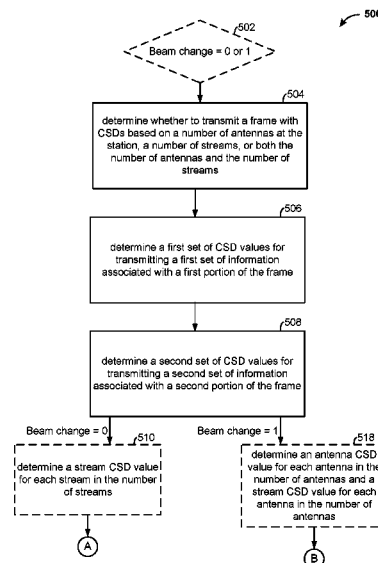 500
502
Beam change = 0 or 1
504
determine whether to transmit a frame with
CSDs based on a number of antennas at the
station, a number of streams, or both the
number of antennas and the number of
streams
506
determine a first set of CSD values for
transmitting a first set of information
associated with a first portion of the frame
508
determine a second set of CSD values for
transmitting a second set of information
associated with a second portion of the frame
Beam change = 0
Beam change = 1
510
determine a stream CSD value
for each stream in the number
of streams
518
determine an antenna CSD
value for each antenna in the
number of antennas and a
stream CSD value for each
antenna in the number of
antennas
A
B